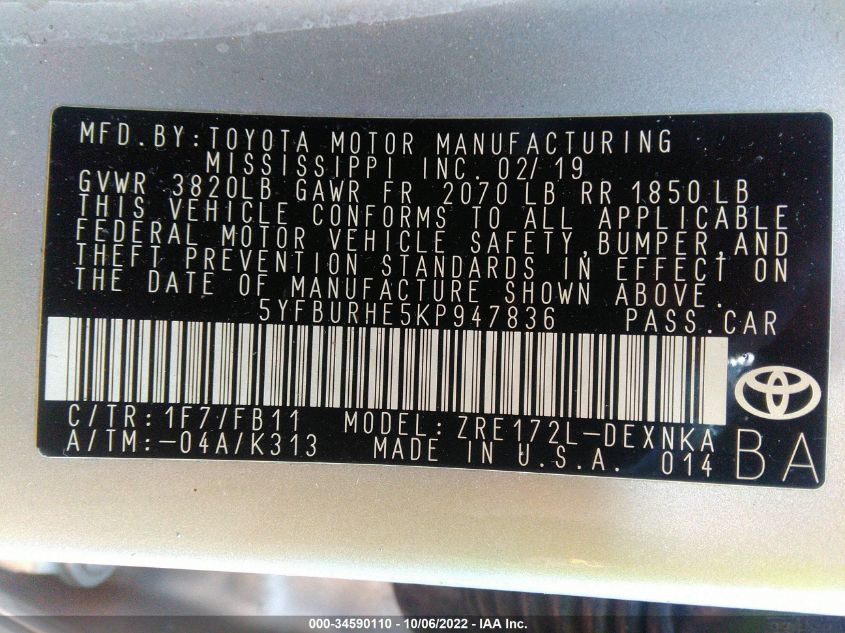 MFD.BY:TOYOTA MOTOR MANUFACTURING
MISSISSIPPI INC. 02/19
GVWR 3820LB GAWR FR 2070LB RR 1850LB
THIS VEHICLE CONFORMS TO ALL APPLICABLE
FEDERAL MOTOR VEHICLE SAFETY,BUMPER,AND
THEFT PREVENTION STANDARDS IN EFFECT ON
THE DATE OF MANUFACTURE SHOWN ABOVE.
5YFBURHE5KP947836 PASS.CAR
C/TR:1F7/FB11 MODEL:ZRE172L-DEXNKA
A/TM:-04A/K313 MADE IN U.S.A. 014 BA
000-34590110 | 10/06/2022 - © IAA Inc.